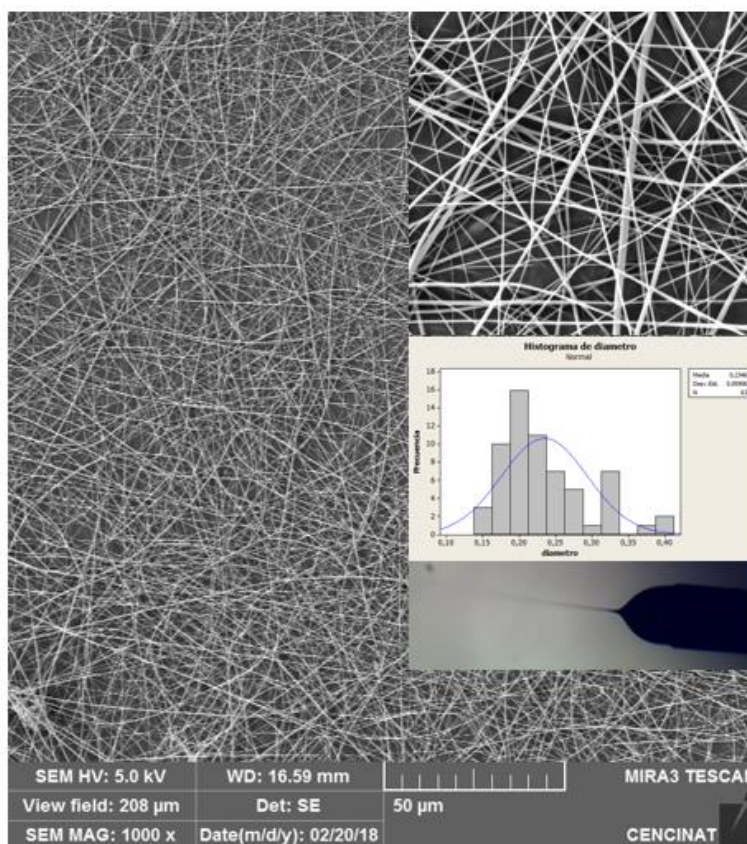 Histograma de diametro
Normal
Media
Desv. Est.
N
18
16
14
12
10
8
6
4
2
0
Frecuencia
0,10 0,15 0,20 0,25 0,30 0,35 0,40
diametro
SEM HV: 5.0 kV WD: 16.59 mm MIRA3 TESCAN
View field: 208 µm Det: SE 50 µm
SEM MAG: 1000 x Date(m/d/y): 02/20/18 CENCINAT